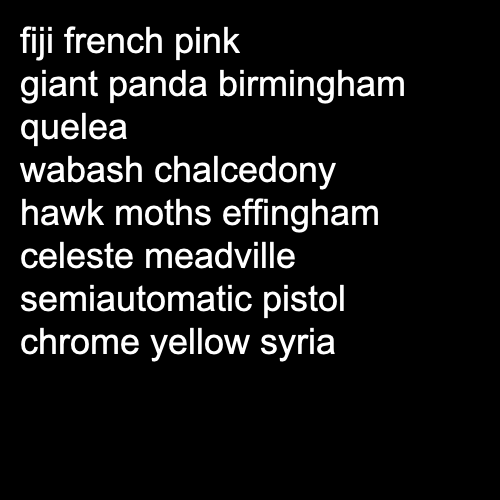 fiji french pink
giant panda birmingham
quelea
wabash chalcedony
hawk moths effingham
celeste meadville
semiautomatic pistol
chrome yellow syria